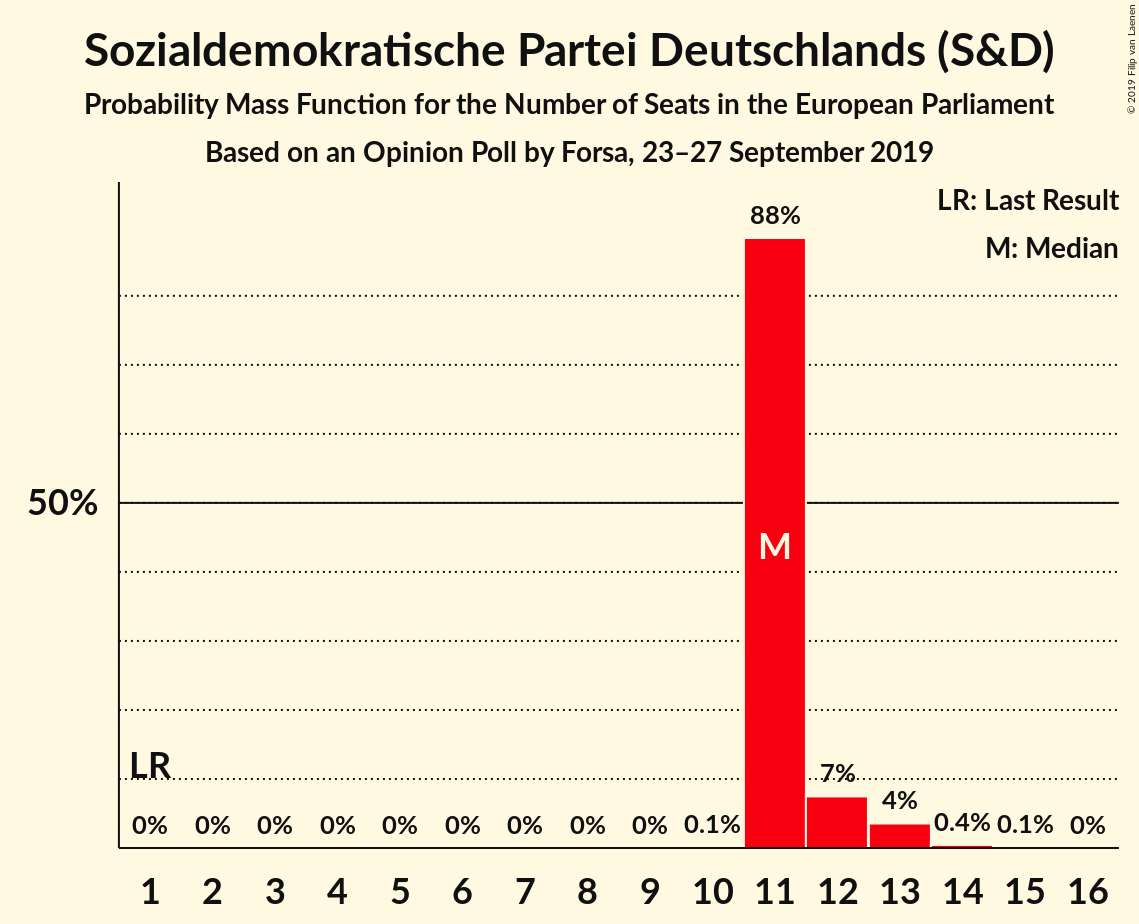 Sozialdemokratische Partei Deutschlands (S&D)
Probability Mass Function for the Number of Seats in the European Parliament
Based on an Opinion Poll by Forsa, 23–27 September 2019
© 2019 Filip van Laenen
LR: Last Result
M: Median
88%
50%
M
LR
7%
4%
0% 0% 0% 0% 0% 0% 0% 0% 0% 0.1% 0.4% 0.1% 0%
1 2 3 4 5 6 7 8 9 10 11 12 13 14 15 16